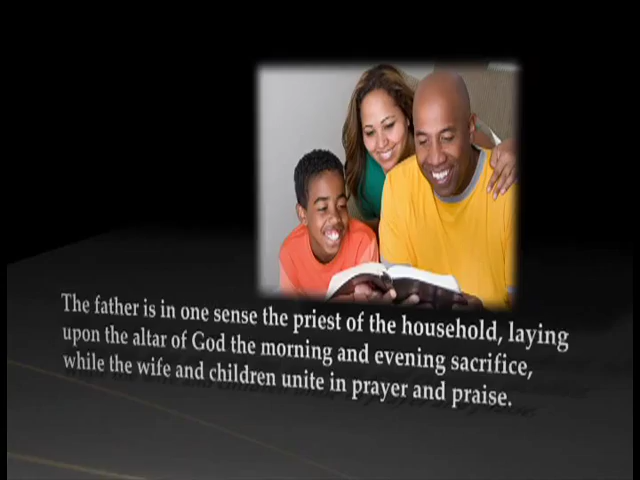 The father is in one sense the priest of the household, laying
upon the altar of God the morning and evening sacrifice,
while the wife and children unite in prayer and praise.